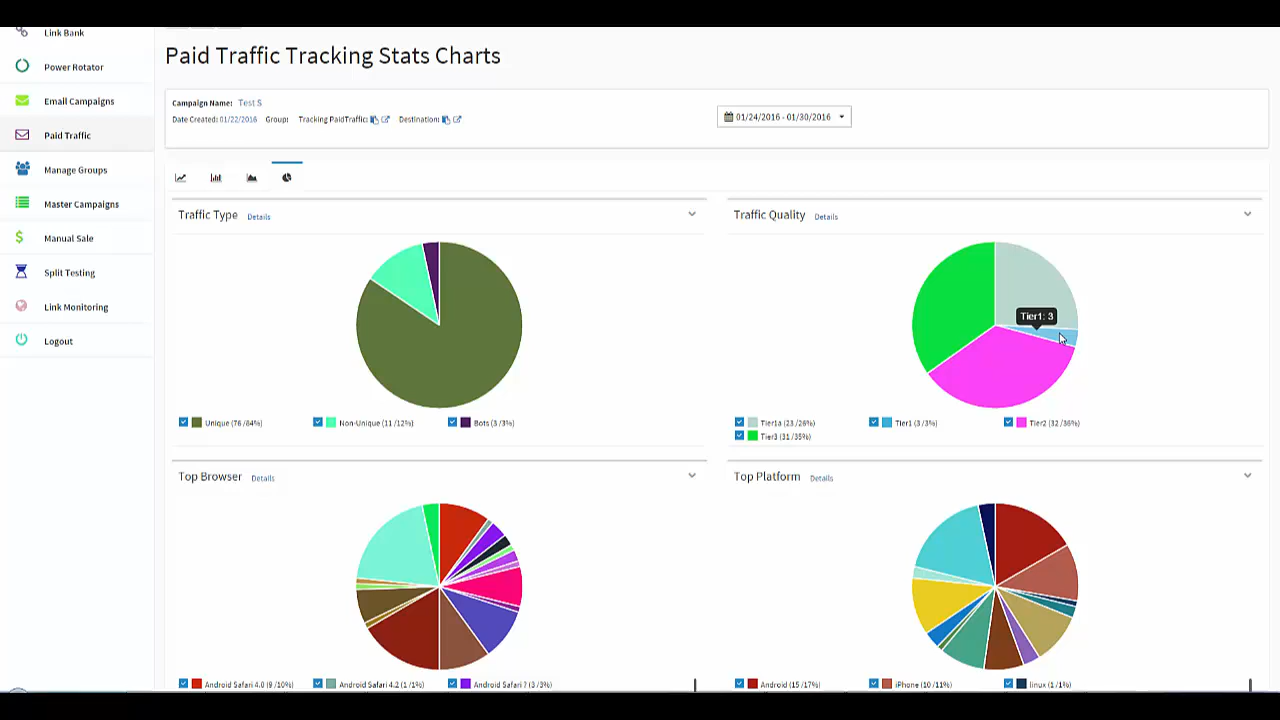 Link Bank
Power Rotator
Email Campaigns
Paid Traffic
Manage Groups
Master Campaigns
Manual Sale
Split Testing
Link Monitoring
Logout
Paid Traffic Tracking Stats Charts
Campaign Name: Test S
Date Created: 01/22/2016 Group: Tracking PaidTraffic: Destination:
01/24/2016 - 01/30/2016
Traffic Type Details
Unique (76 /84%) Non-Unique (11 /12%) Bots (3 /3%)
Traffic Quality Details
Tier1: 3
Tier1a (23 /26%) Tier1 (3 /3%) Tier2 (32 /36%)
Tier3 (31 /35%)
Top Browser Details
Android Safari 4.0 (9 /10%) Android Safari 4.2 (1 /1%) Android Safari ? (3 /3%)
Top Platform Details
Android (15 /17%) iPhone (10 /11%) linux (1 /1%)